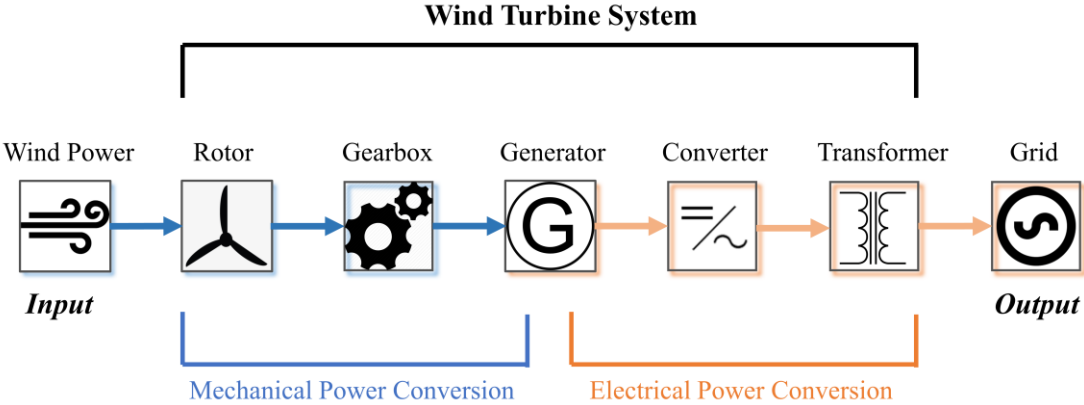 Wind Turbine System
Wind Power
Rotor
Gearbox
Generator
Converter
Transformer
Grid
G
Input
Output
Mechanical Power Conversion
Electrical Power Conversion